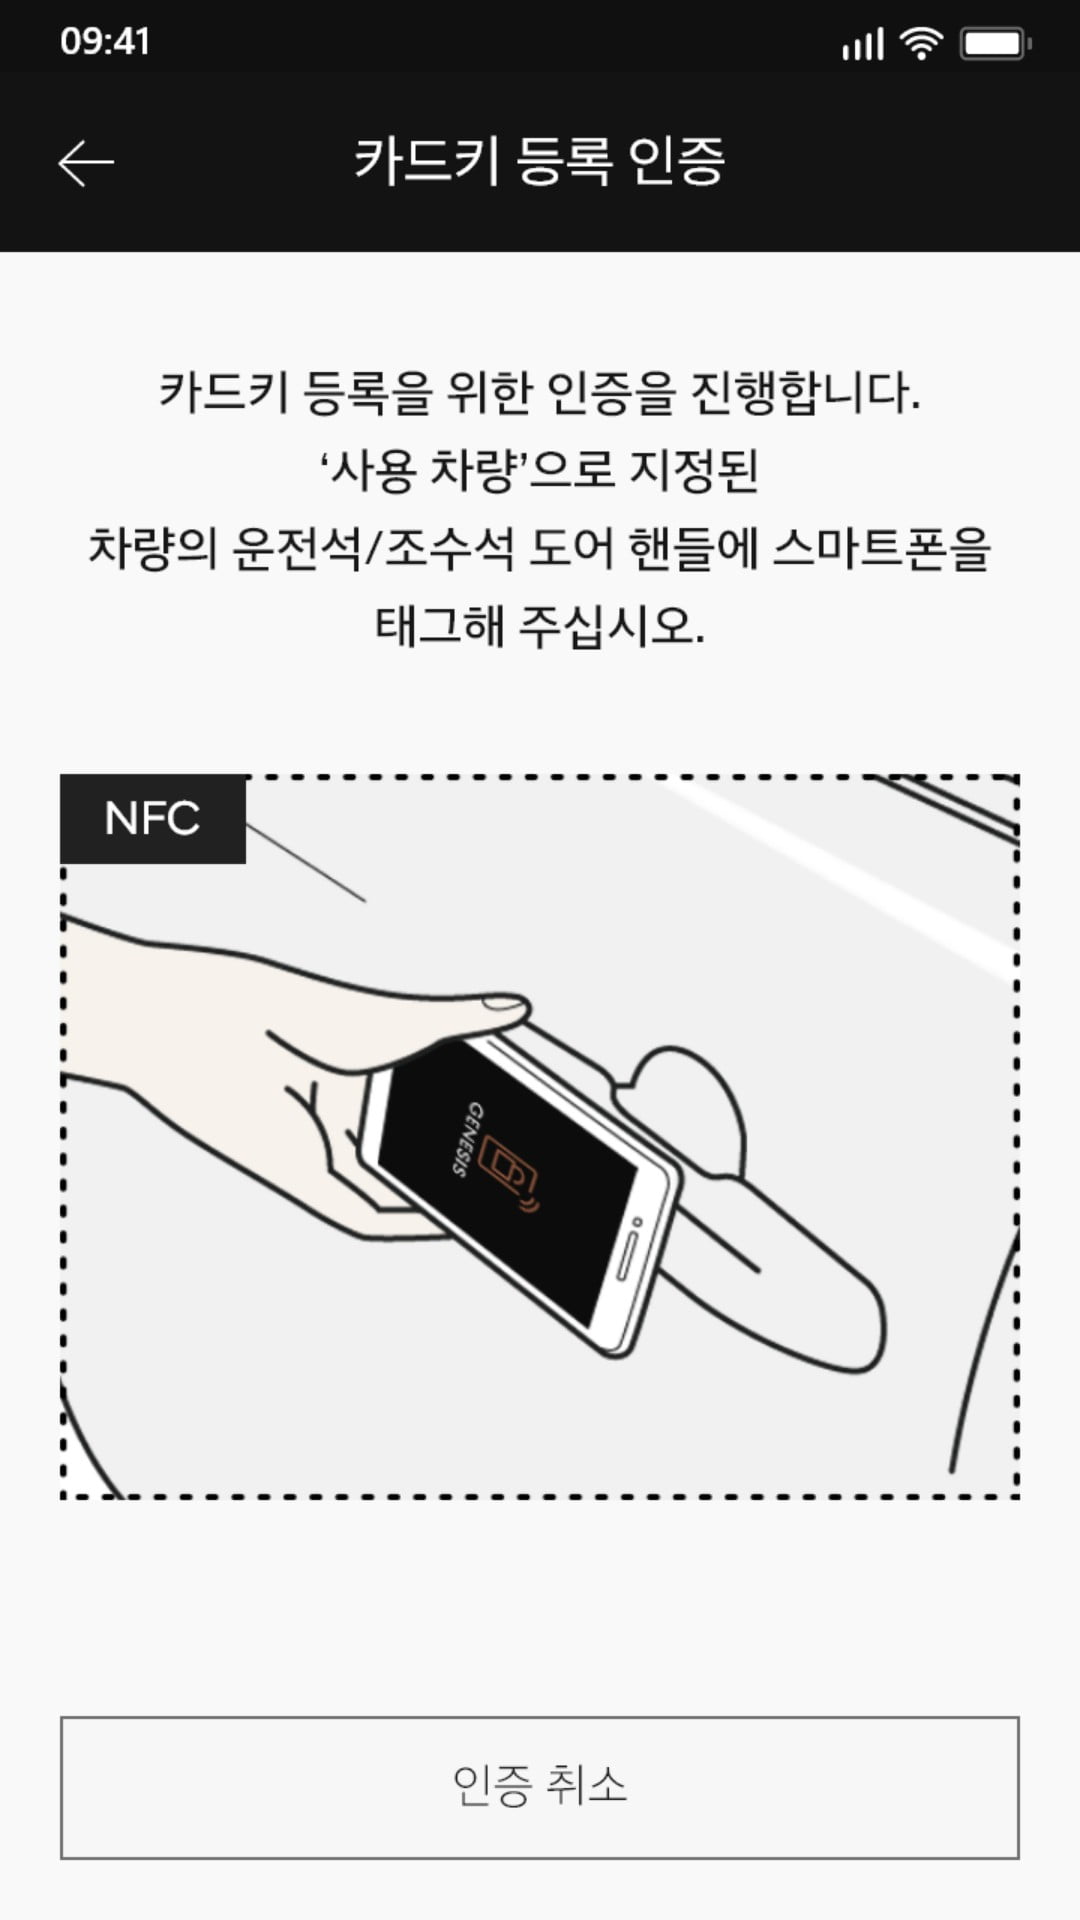 09:41
카드키 등록 인증
카드키 등록을 위한 인증을 진행합니다.
‘사용 차량’으로 지정된
차량의 운전석/조수석 도어 핸들에 스마트폰을
태그해 주십시오.
NFC
GENESIS
인증 취소